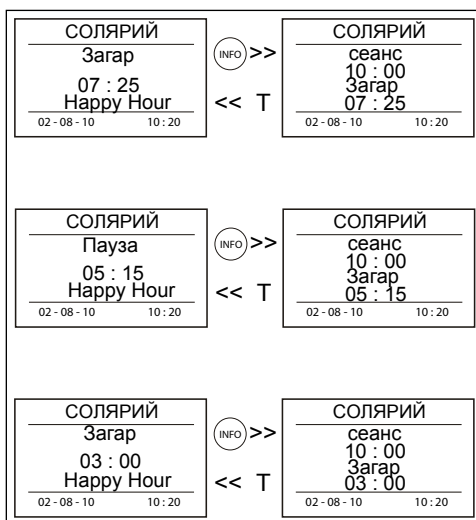 СОЛЯРИЙ
Загар
07 : 25
Happy Hour
02 - 08 - 10 10 : 20
INFO >>
<< T
СОЛЯРИЙ
сеанс
10 : 00
Загар
07 : 25
02 - 08 - 10 10 : 20
СОЛЯРИЙ
Пауза
05 : 15
Happy Hour
02 - 08 - 10 10 : 20
INFO >>
<< T
СОЛЯРИЙ
сеанс
10 : 00
Загар
05 : 15
02 - 08 - 10 10 : 20
СОЛЯРИЙ
Загар
03 : 00
Happy Hour
02 - 08 - 10 10 : 20
INFO >>
<< T
СОЛЯРИЙ
сеанс
10 : 00
Загар
03 : 00
02 - 08 - 10 10 : 20